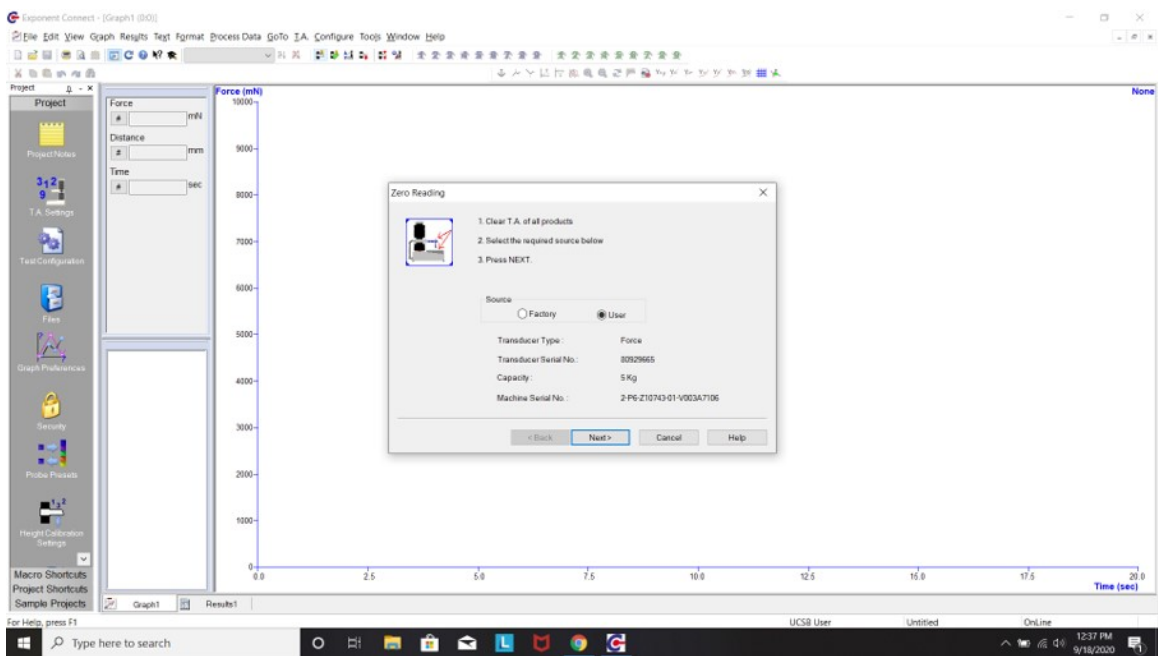 Exponent Connect - [Graph1 (0:0)]
File Edit View Graph Results Text Format Process Data GoTo T.A. Configure Tools Window Help
Project
Project
Project Notes
T.A. Settings
Test Configuration
Files
Graph Preferences
Security
Probe Presets
Height Calibration
Settings
Macro Shortcuts
Project Shortcuts
Sample Projects
Force
# mN
Distance
# mm
Time
# sec
Force (mN)
None
10000
9000
8000
7000
6000
5000
4000
3000
2000
1000
0
0.0 2.5 5.0 7.5 10.0 12.5 15.0 17.5 20.0
Time (sec)
Zero Reading
1. Clear T.A. of all products
2. Select the required source below
3. Press NEXT.
Source
Factory User
Transducer Type : Force
Transducer Serial No.: 80929665
Capacity : 5 Kg
Machine Serial No. : 2-P6-Z10743-01-V003A7106
< Back Next > Cancel Help
Graph1 Results1
For Help, press F1
UCSB User Untitled OnLine
Type here to search
12:37 PM
9/18/2020